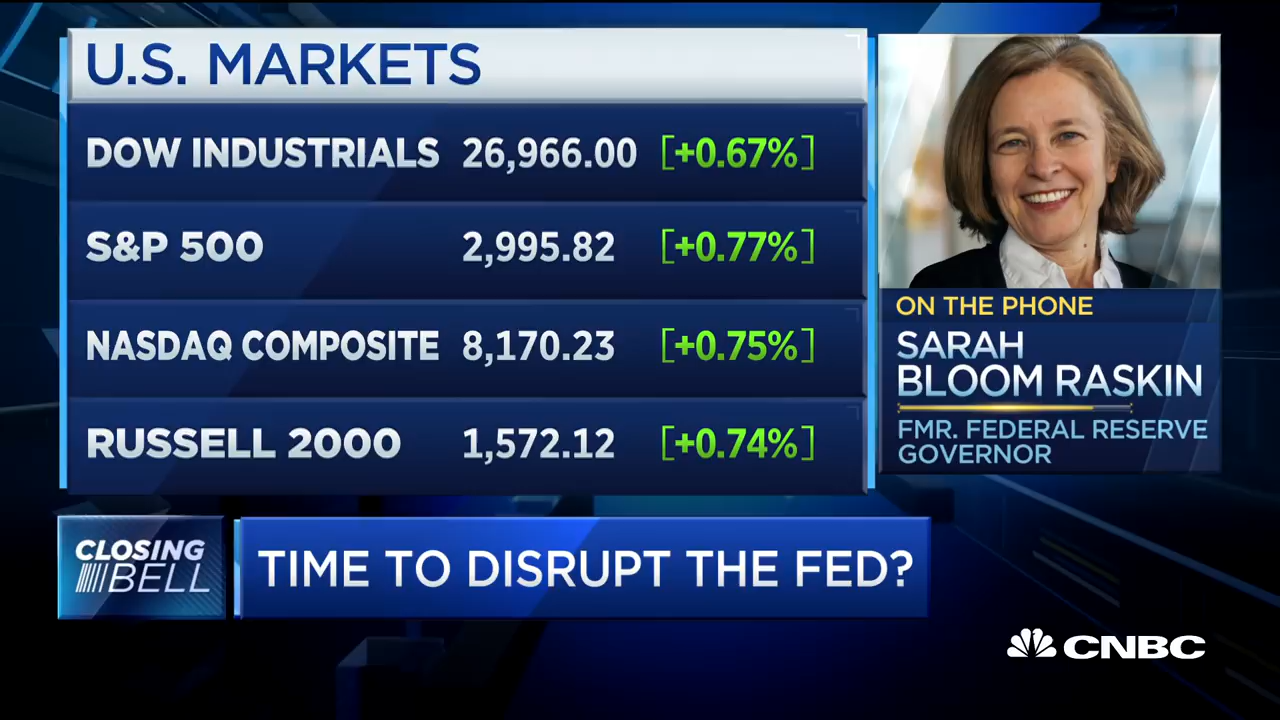 U.S. MARKETS
DOW INDUSTRIALS 26,966.00 [+0.67%]
S&P 500 2,995.82 [+0.77%]
NASDAQ COMPOSITE 8,170.23 [+0.75%]
RUSSELL 2000 1,572.12 [+0.74%]
ON THE PHONE
SARAH
BLOOM RASKIN
FMR. FEDERAL RESERVE
GOVERNOR
CLOSING
BELL
TIME TO DISRUPT THE FED?
CNBC